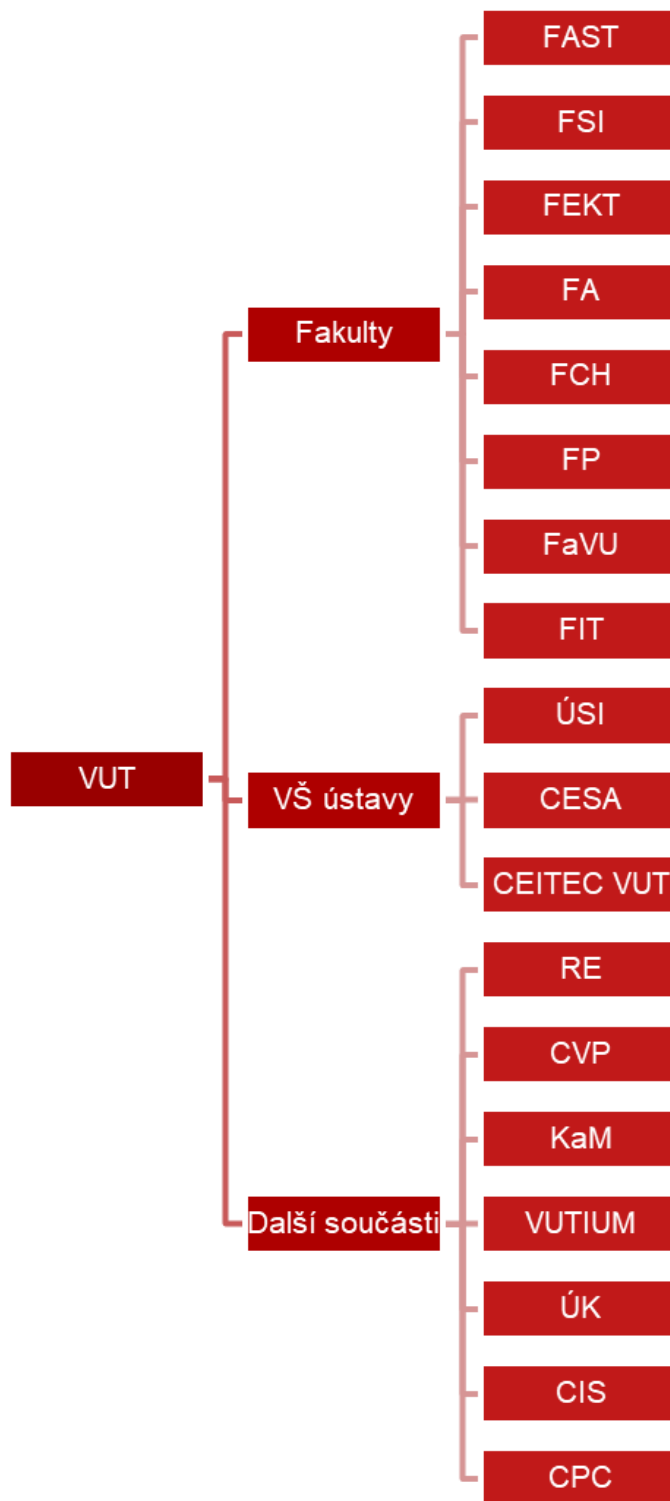 VUT
Fakulty
FAST
FSI
FEKT
FA
FCH
FP
FaVU
FIT
VŠ ústavy
ÚSI
CESA
CEITEC VUT
Další součásti
RE
CVP
KaM
VUTIUM
ÚK
CIS
CPC